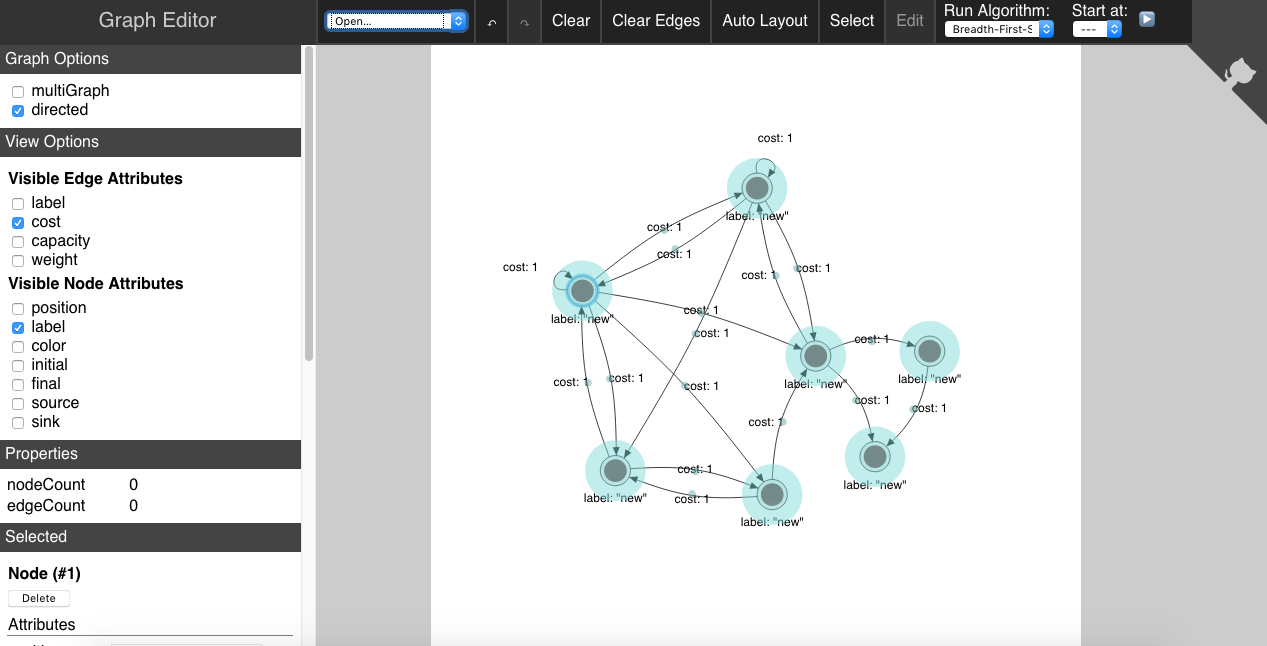 Graph Editor
Open...
Clear
Clear Edges
Auto Layout
Select
Edit
Run Algorithm:
Breadth-First-S
Start at:
---
Graph Options
multiGraph
directed
View Options
Visible Edge Attributes
label
cost
capacity
weight
Visible Node Attributes
position
label
color
initial
final
source
sink
Properties
nodeCount 0
edgeCount 0
Selected
Node (#1)
Delete
Attributes
cost: 1
label: "new"
cost: 1
cost: 1
cost: 1
cost: 1
cost: 1
label: "new"
cost: 1
cost: 1
cost: 1
label: "new"
label: "new"
cost: 1
cost: 1
cost: 1
cost: 1
cost: 1
cost: 1
label: "new"
cost: 1
cost: 1
label: "new"
label: "new"